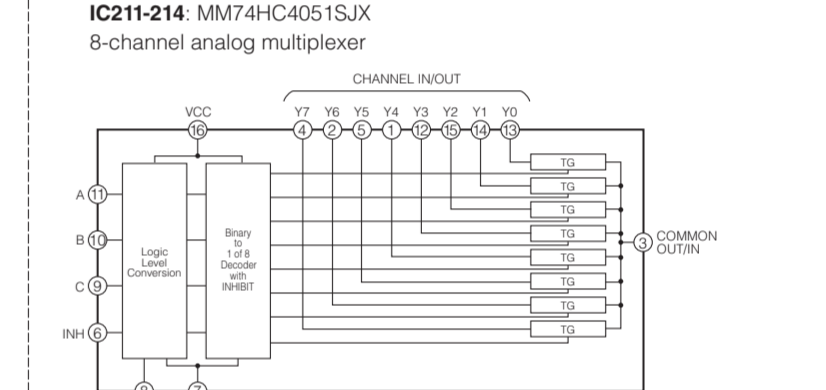 IC211-214: MM74HC4051SJX
8-channel analog multiplexer
CHANNEL IN/OUT
VCC Y7 Y6 Y5 Y4 Y3 Y2 Y1 Y0
16 4 2 5 1 12 15 14 13
TG
A 11
TG
TG
B 10
Logic
Level
Conversion
Binary
to
1 of 8
Decoder
with
INHIBIT
TG
3 COMMON
OUT/IN
TG
C 9
TG
TG
INH 6
TG
7